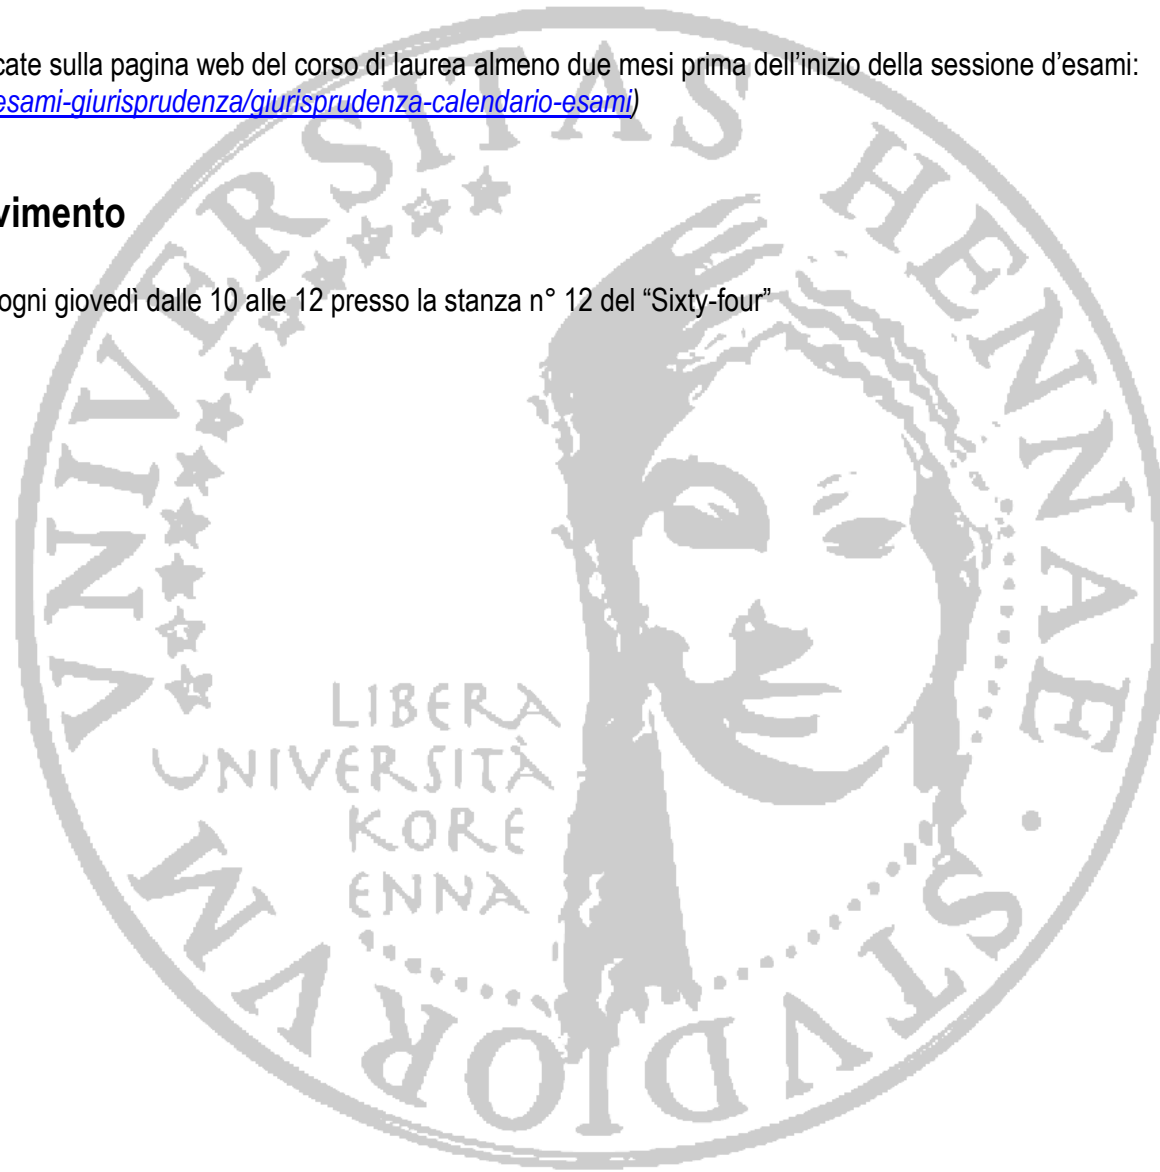 cate sulla pagina web del corso di laurea almeno due mesi prima dell'inizio della sessione d'esami:
esami-giurisprudenza/giurisprudenza-calendario-esami)
vimento
ogni giovedì dalle 10 alle 12 presso la stanza n° 12 del “Sixty-four”
VNIVERSITAS HENNAE · STVDIORVM
LIBERA
UNIVERSITÀ
KORE
ENNA